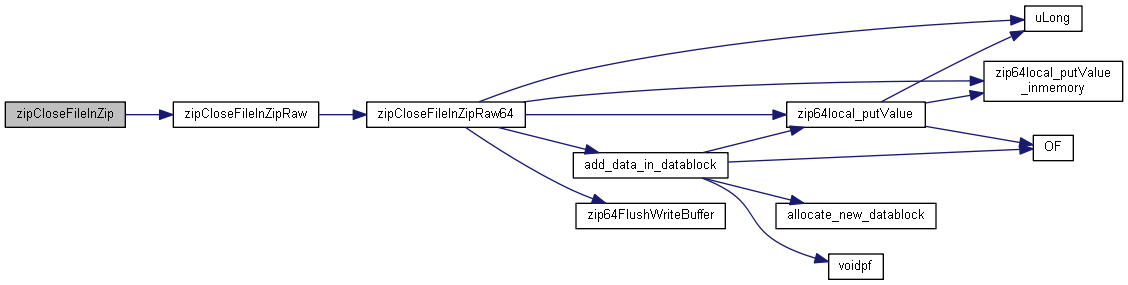 zipCloseFileInZip
zipCloseFileInZipRaw
zipCloseFileInZipRaw64
uLong
zip64local_putValue
_inmemory
zip64local_putValue
OF
add_data_in_datablock
zip64FlushWriteBuffer
allocate_new_datablock
voidpf